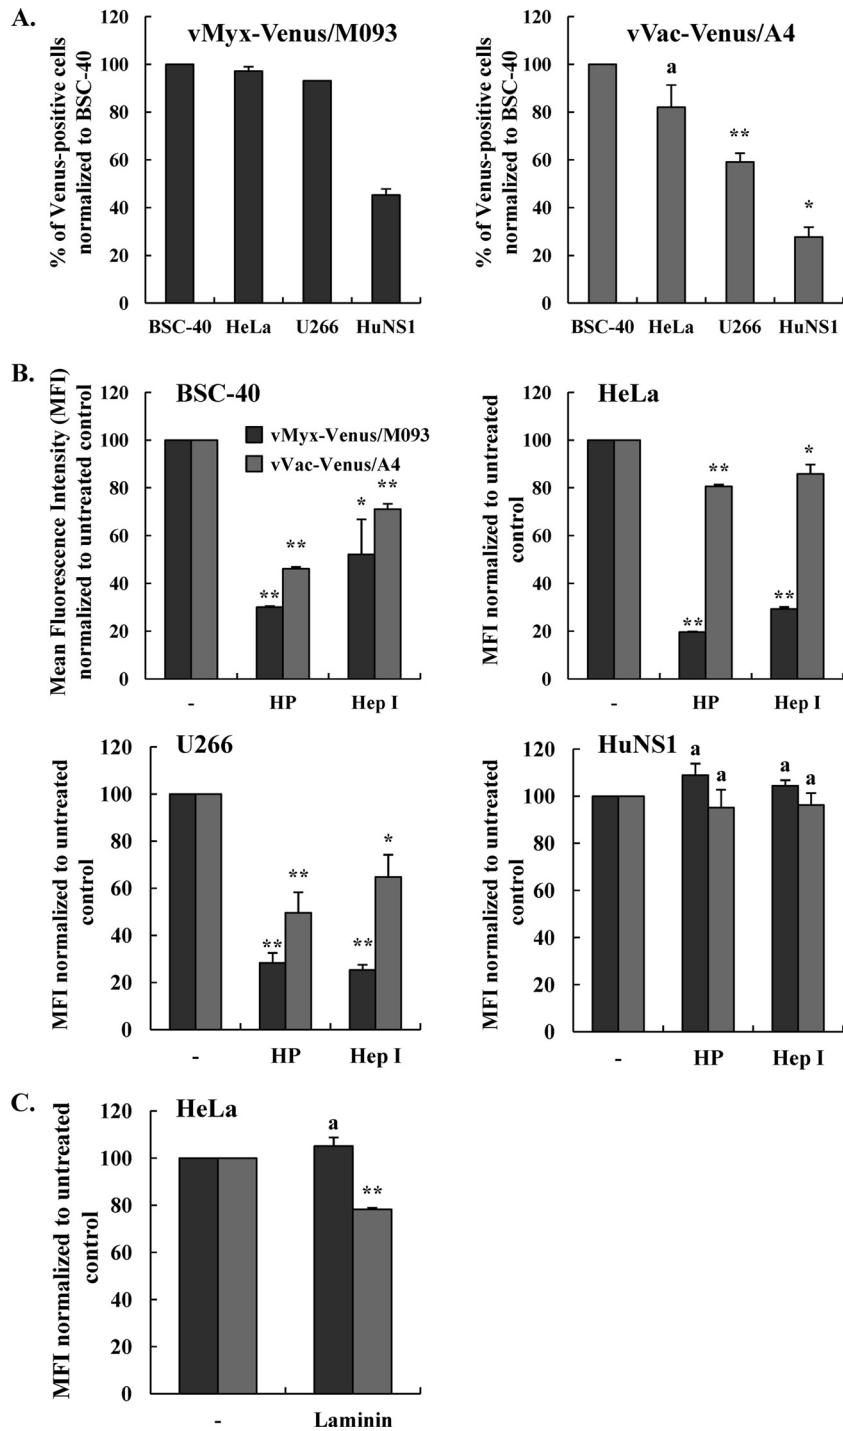 A.
vMyx-Venus/M093
% of Venus-positive cells
normalized to BSC-40
120
100
80
60
40
20
0
BSC-40 HeLa U266 HuNS1
vVac-Venus/A4
% of Venus-positive cells
normalized to BSC-40
120
100
80
60
40
20
0
a
**
*
BSC-40 HeLa U266 HuNS1
B.
BSC-40
Mean Fluorescence Intensity (MFI)
normalized to untreated control
120
100
80
60
40
20
0
vMyx-Venus/M093
vVac-Venus/A4
** ** * **
- HP Hep I
HeLa
MFI normalized to untreated
control
120
100
80
60
40
20
0
** ** ** *
- HP Hep I
U266
MFI normalized to untreated
control
120
100
80
60
40
20
0
** ** ** *
- HP Hep I
HuNS1
MFI normalized to untreated
control
120
100
80
60
40
20
0
a a a a
- HP Hep I
C.
HeLa
MFI normalized to untreated
control
120
100
80
60
40
20
0
a **
- Laminin